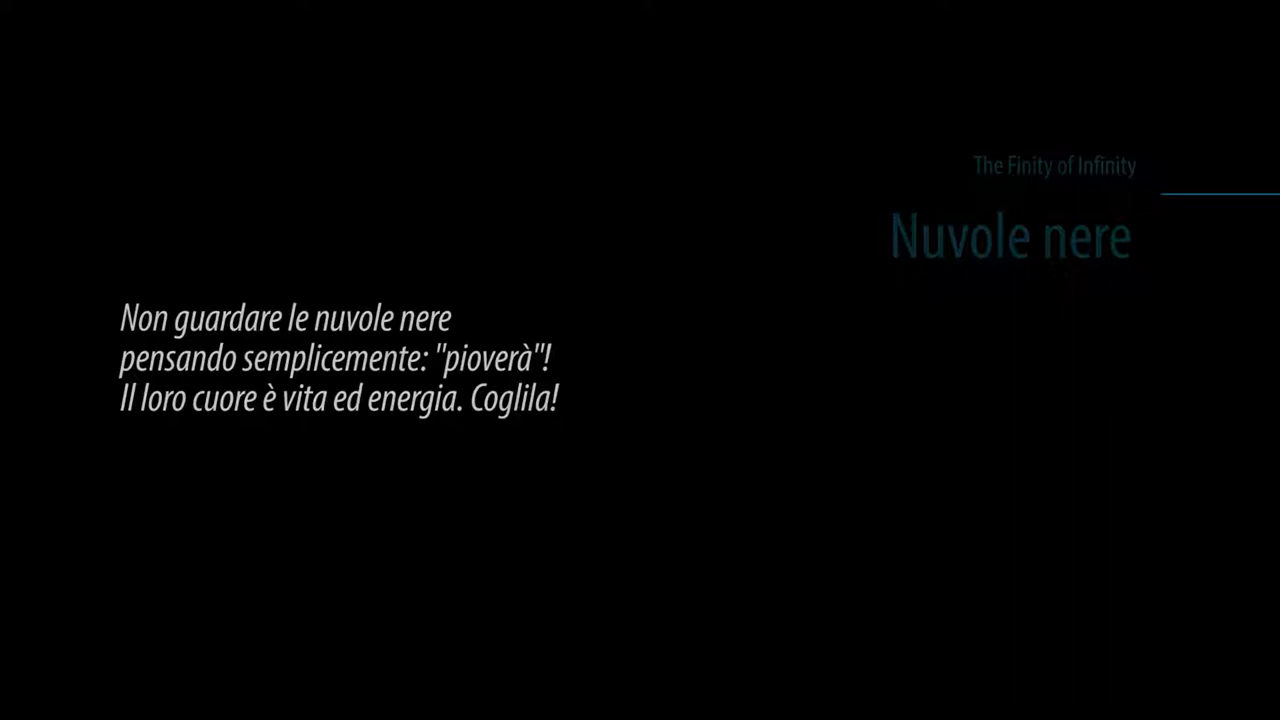 The Finity of Infinity
Nuvole nere
Non guardare le nuvole nere
pensando semplicemente: "pioverà"!
Il loro cuore è vita ed energia. Coglila!